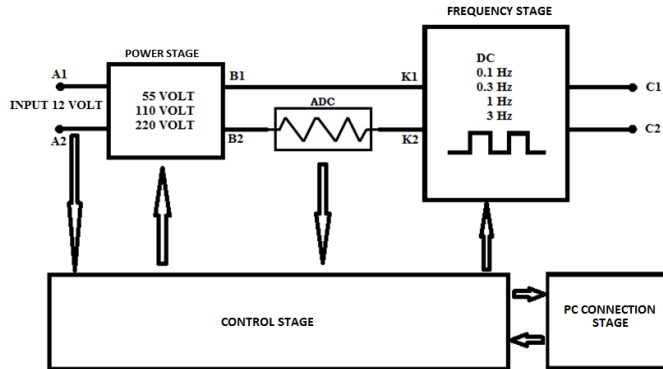 FREQUENCY STAGE
POWER STAGE
A1
INPUT 12 VOLT
A2
55 VOLT
110 VOLT
220 VOLT
B1
B2
ADC
K1
K2
DC
0.1 Hz
0.3 Hz
1 Hz
3 Hz
C1
C2
CONTROL STAGE
PC CONNECTION
STAGE